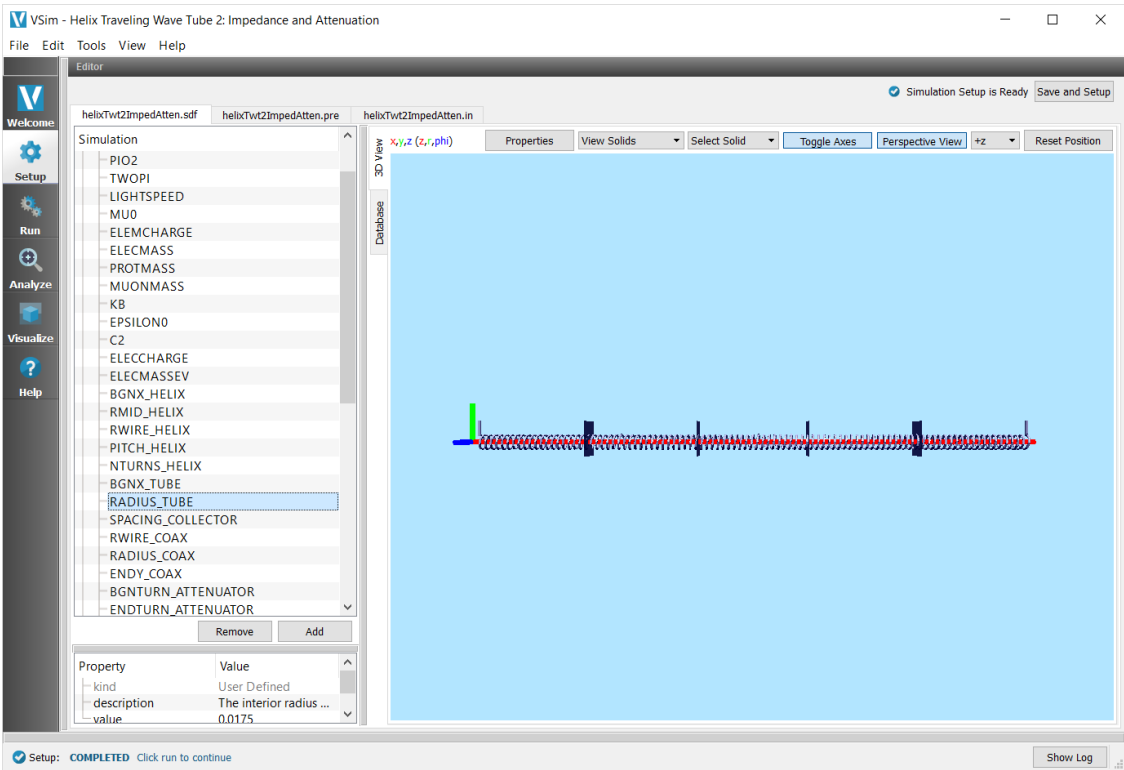 VSim - Helix Traveling Wave Tube 2: Impedance and Attenuation
File Edit Tools View Help
Editor
Simulation Setup is Ready Save and Setup
Welcome
Setup
Run
Analyze
Visualize
Help
helixTwt2ImpedAtten.sdf helixTwt2ImpedAtten.pre helixTwt2ImpedAtten.in
Simulation
PIO2
TWOPI
LIGHTSPEED
MU0
ELEMCHARGE
ELECMASS
PROTMASS
MUONMASS
KB
EPSILON0
C2
ELECCHARGE
ELECMASSEV
BGNX_HELIX
RMID_HELIX
RWIRE_HELIX
PITCH_HELIX
NTURNS_HELIX
BGNX_TUBE
RADIUS_TUBE
SPACING_COLLECTOR
RWIRE_COAX
RADIUS_COAX
ENDY_COAX
BGNTURN_ATTENUATOR
ENDTURN_ATTENUATOR
Remove Add
Property Value
kind User Defined
description The interior radius ...
value 0.0175
3D View
Database
x,y,z (z,r,phi) Properties View Solids Select Solid Toggle Axes Perspective View +z Reset Position
Setup: COMPLETED Click run to continue
Show Log